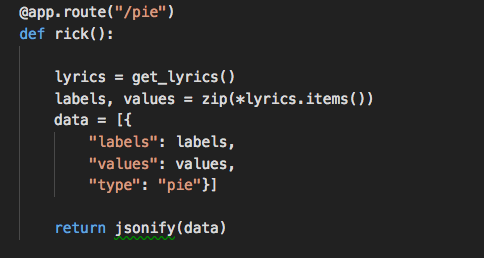 @app.route("/pie")
def rick():
lyrics = get_lyrics()
labels, values = zip(*lyrics.items())
data = [{
"labels": labels,
"values": values,
"type": "pie"}]
return jsonify(data)